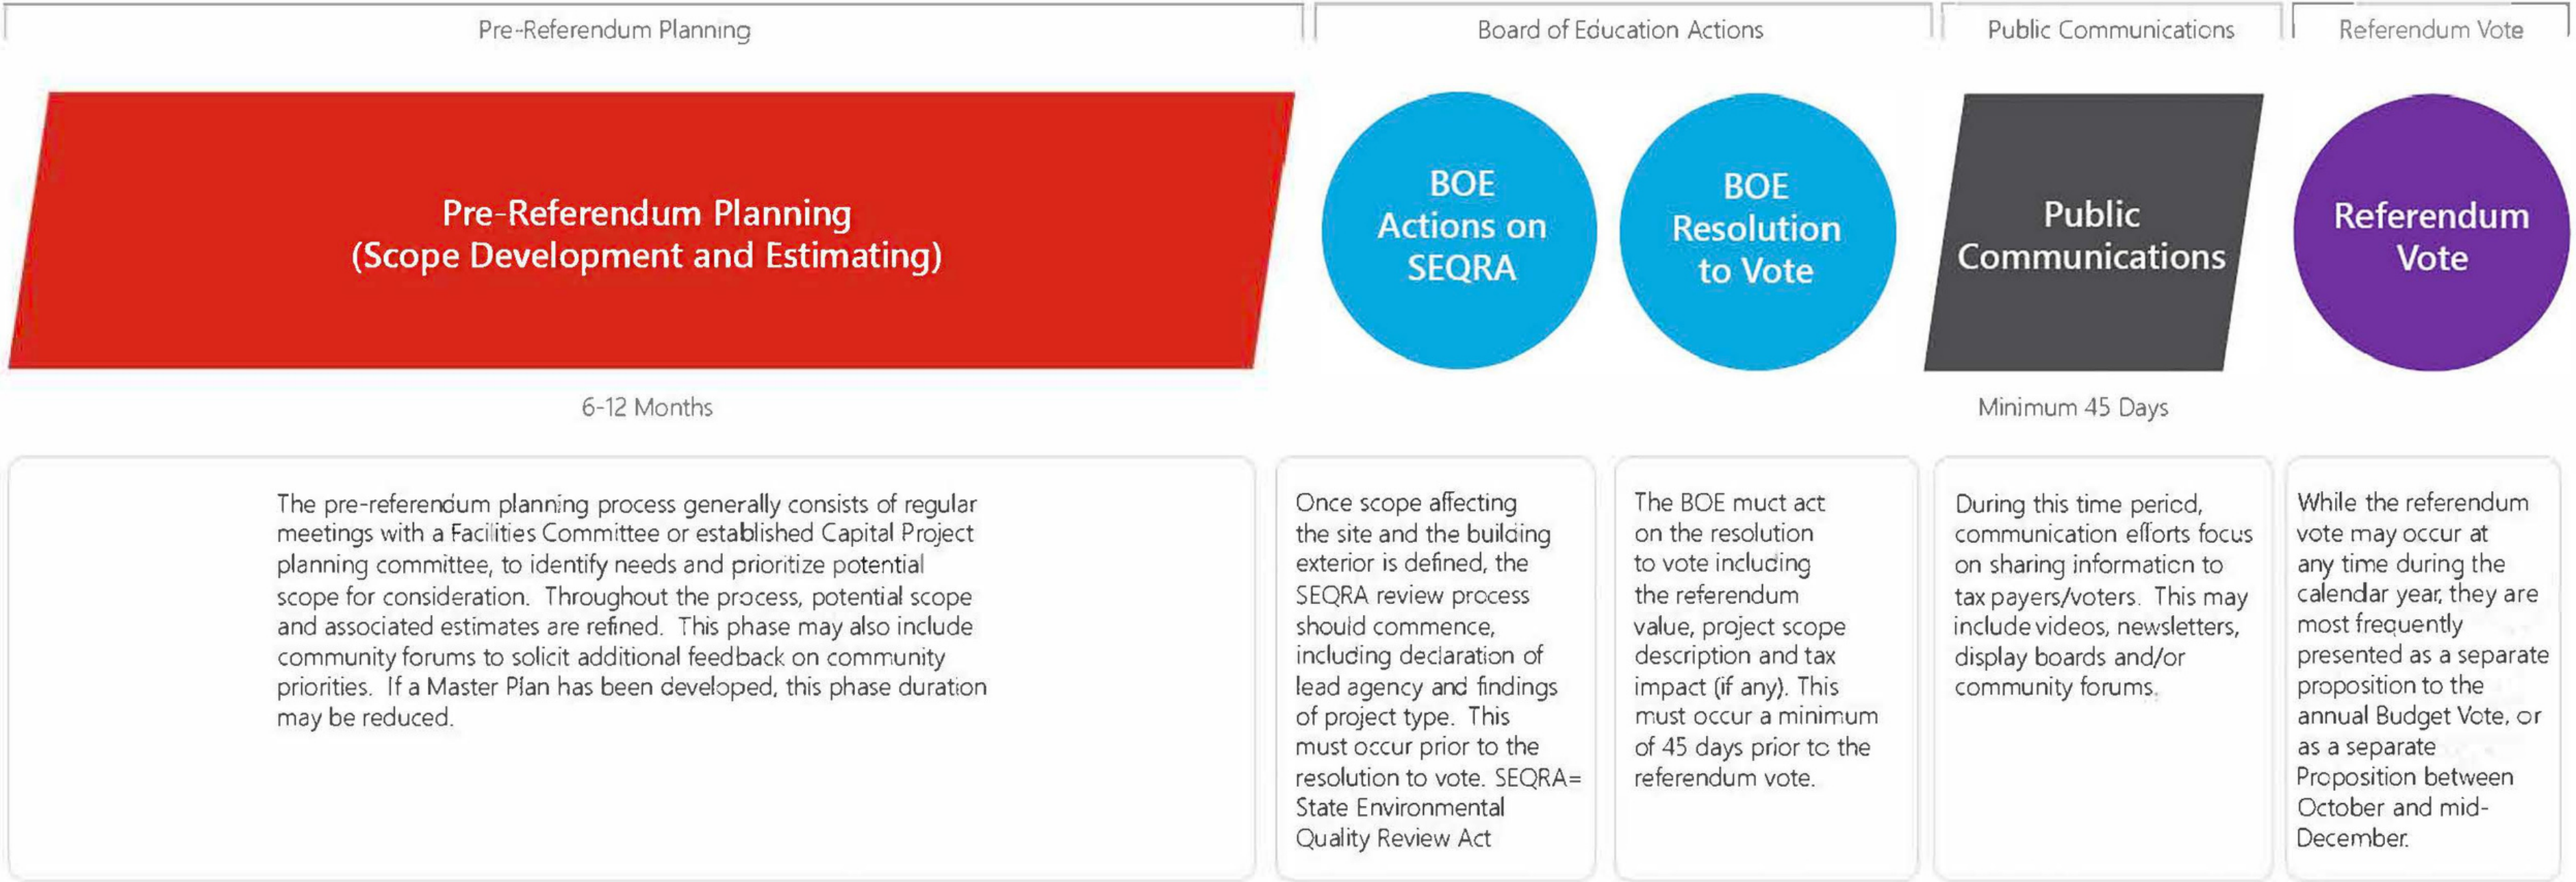 Pre-Referendum Planning
Board of Education Actions
Public Communications
Referendum Vote
Pre-Referendum Planning
(Scope Development and Estimating)
BOE
Actions on
SEQRA
BOE
Resolution
to Vote
Public
Communications
Referendum
Vote
6-12 Months
Minimum 45 Days
The pre-referendum planning process generally consists of regular
meetings with a Facilities Committee or established Capital Project
planning committee, to identify needs and prioritize potential
scope for consideration. Throughout the process, potential scope
and associated estimates are refined. This phase may also include
community forums to solicit additional feedback on community
priorities. If a Master Plan has been developed, this phase duration
may be reduced.
Once scope affecting
the site and the building
exterior is defined, the
SEQRA review process
should commence,
including declaration of
lead agency and findings
of project type. This
must occur prior to the
resolution to vote. SEQRA=
State Environmental
Quality Review Act
The BOE muct act
on the resolution
to vote including
the referendum
value, project scope
description and tax
impact (if any). This
must occur a minimum
of 45 days prior to the
referendum vote.
During this time period,
communication efforts focus
on sharing information to
tax payers/voters. This may
include videos, newsletters,
display boards and/or
community forums.
While the referendum
vote may occur at
any time during the
calendar year, they are
most frequently
presented as a separate
proposition to the
annual Budget Vote, or
as a separate
Proposition between
October and mid-
December.